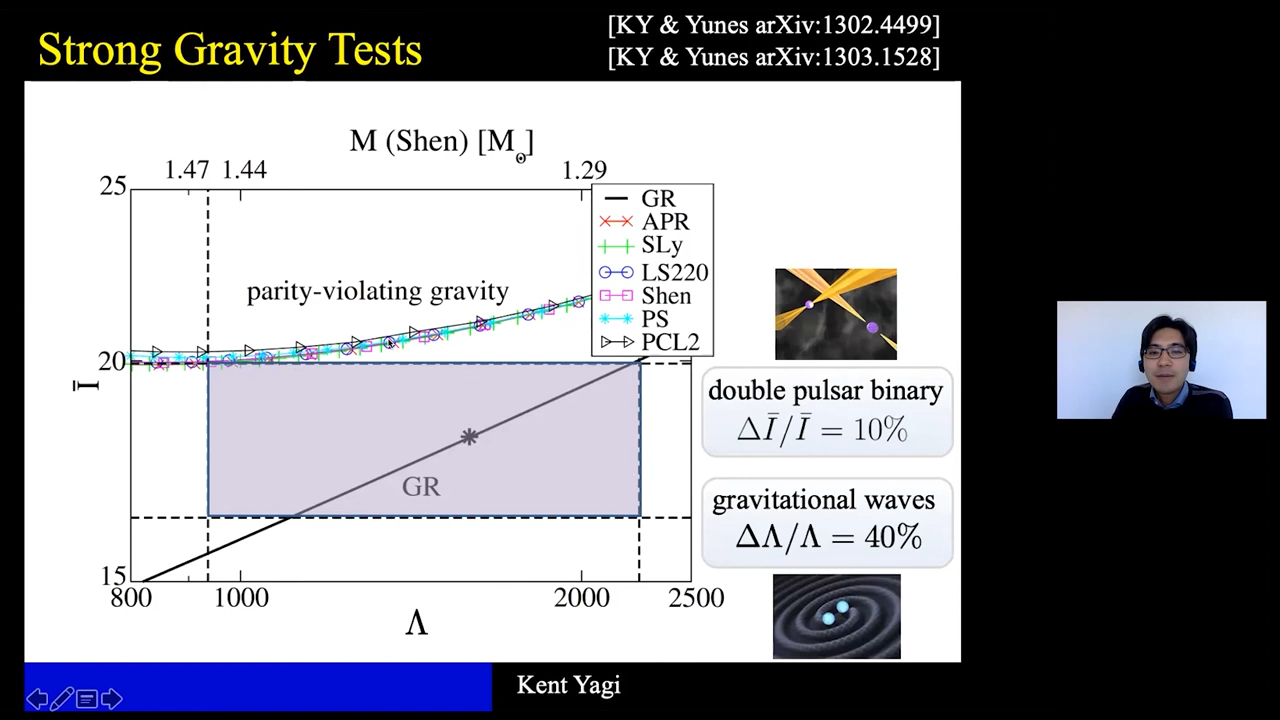 Strong Gravity Tests
[KY & Yunes arXiv:1302.4499]
[KY & Yunes arXiv:1303.1528]
M (Shen) [M⊙]
1.47 1.44 1.29
25
20
15
Ī
parity-violating gravity
GR
APR
SLy
LS220
Shen
PS
PCL2
GR
800 1000 2000 2500
Λ
double pulsar binary
ΔĪ/Ī = 10%
gravitational waves
ΔΛ/Λ = 40%
Kent Yagi